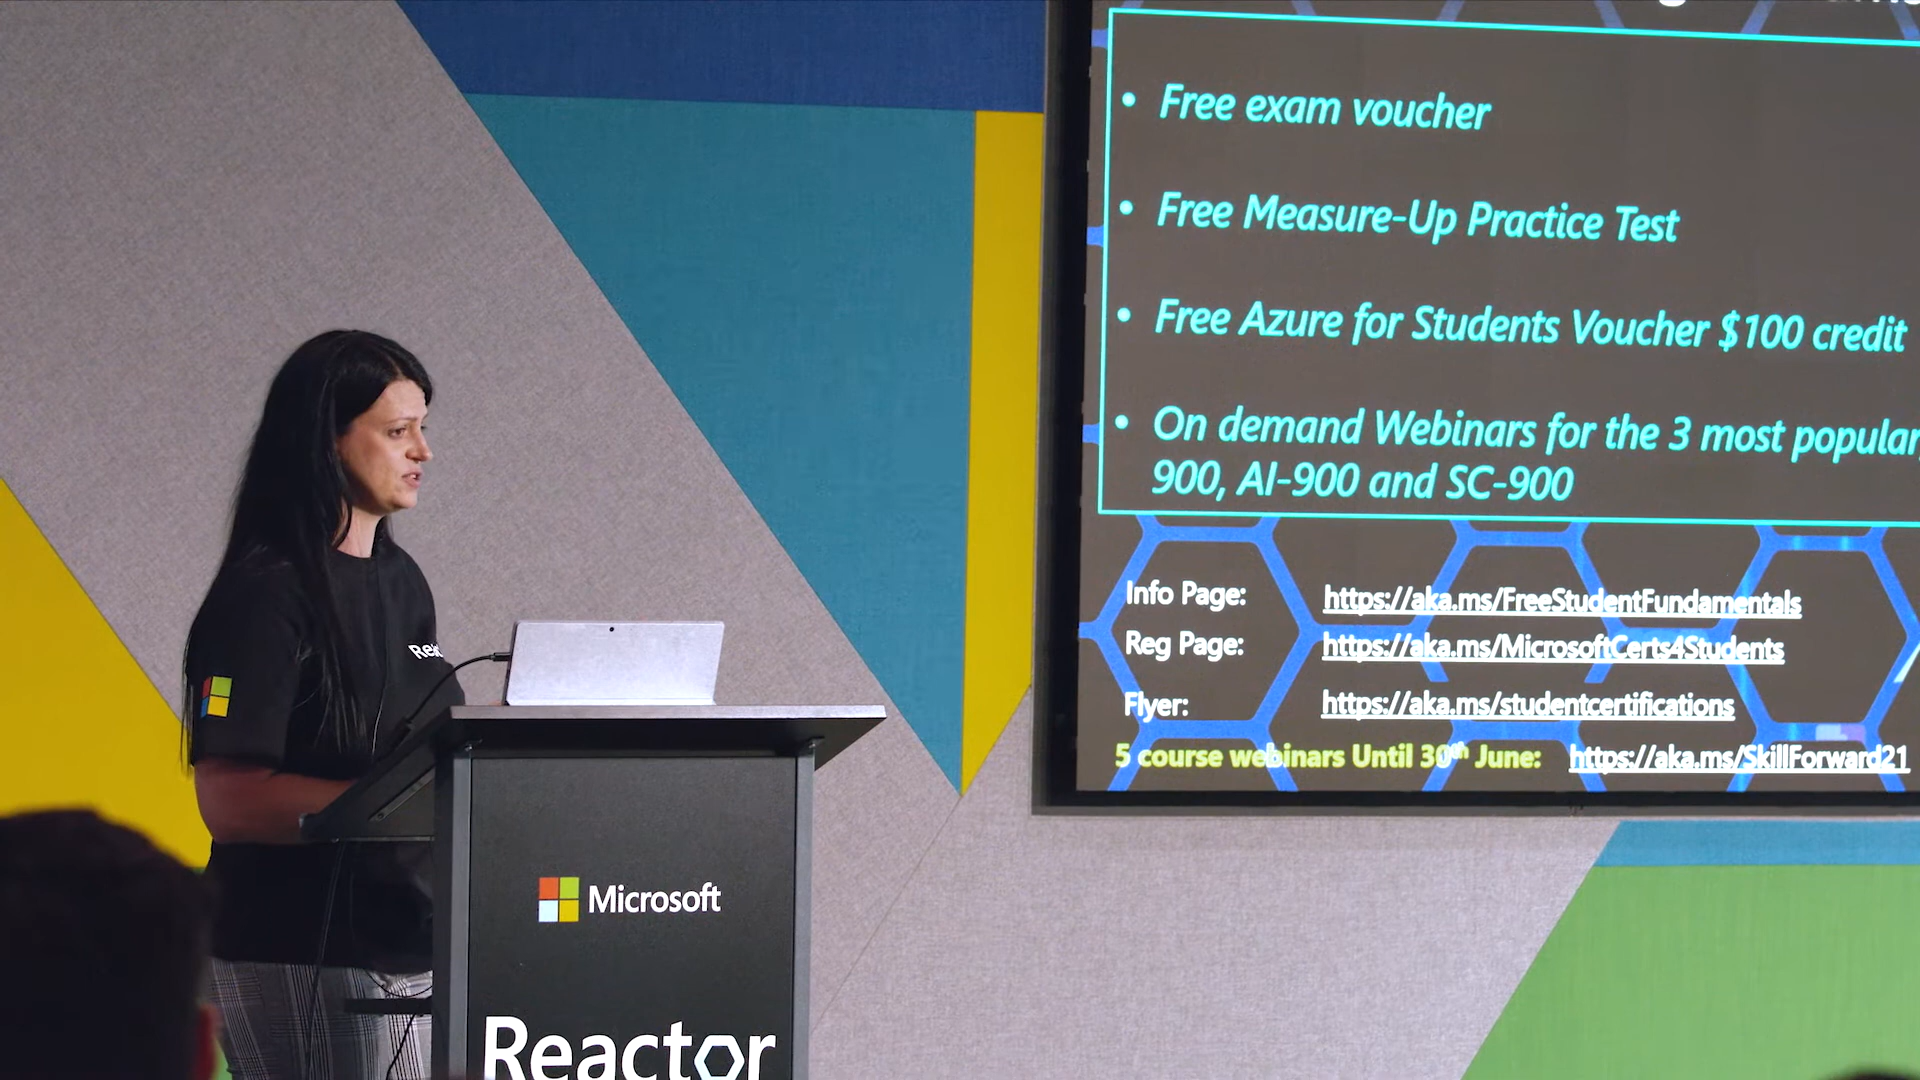 Free exam voucher
Free Measure-Up Practice Test
Free Azure for Students Voucher $100 credit
On demand Webinars for the 3 most popular
900, AI-900 and SC-900
Info Page: https://aka.ms/FreeStudentFundamentals
Reg Page: https://aka.ms/MicrosoftCerts4Students
Flyer: https://aka.ms/studentcertifications
5 course webinars Until 30th June: https://aka.ms/SkillForward21
Microsoft
Reactor